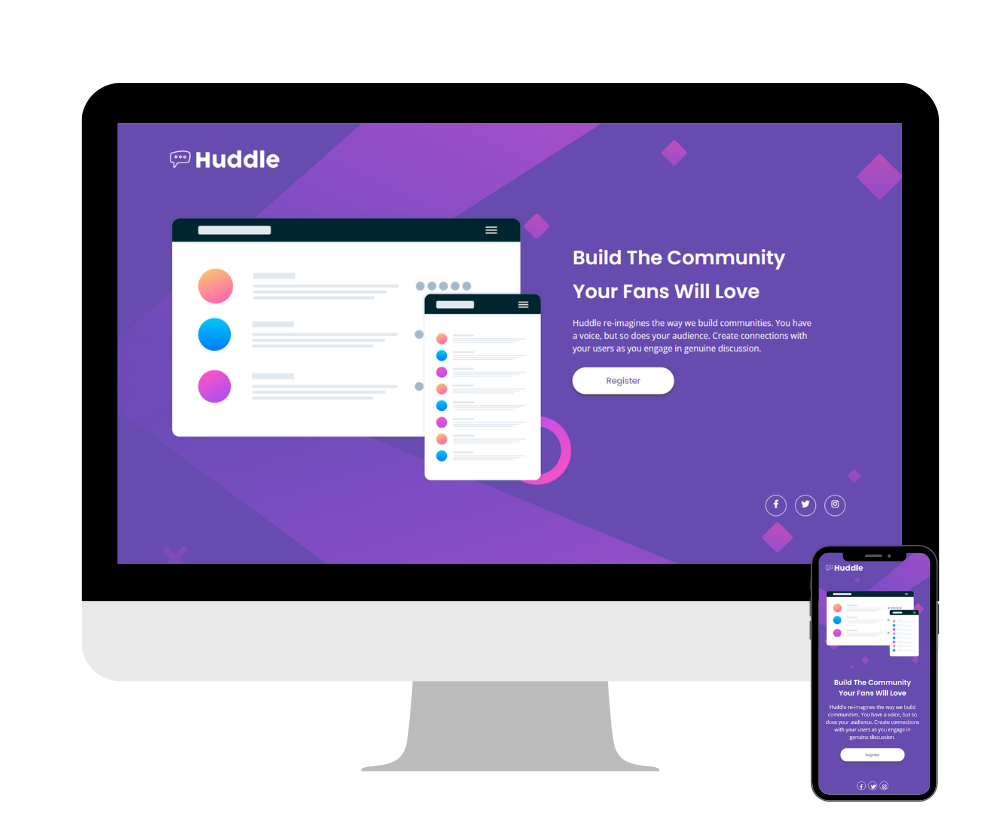 Huddle
Build The Community
Your Fans Will Love
Huddle re-imagines the way we build communities. You have
a voice, but so does your audience. Create connections with
your users as you engage in genuine discussion.
Register
Huddle
Build The Community
Your Fans Will Love
Huddle re-imagines the way we build
communities. You have a voice, but so
does your audience. Create connections
with your users as you engage in
genuine discussion.
Register